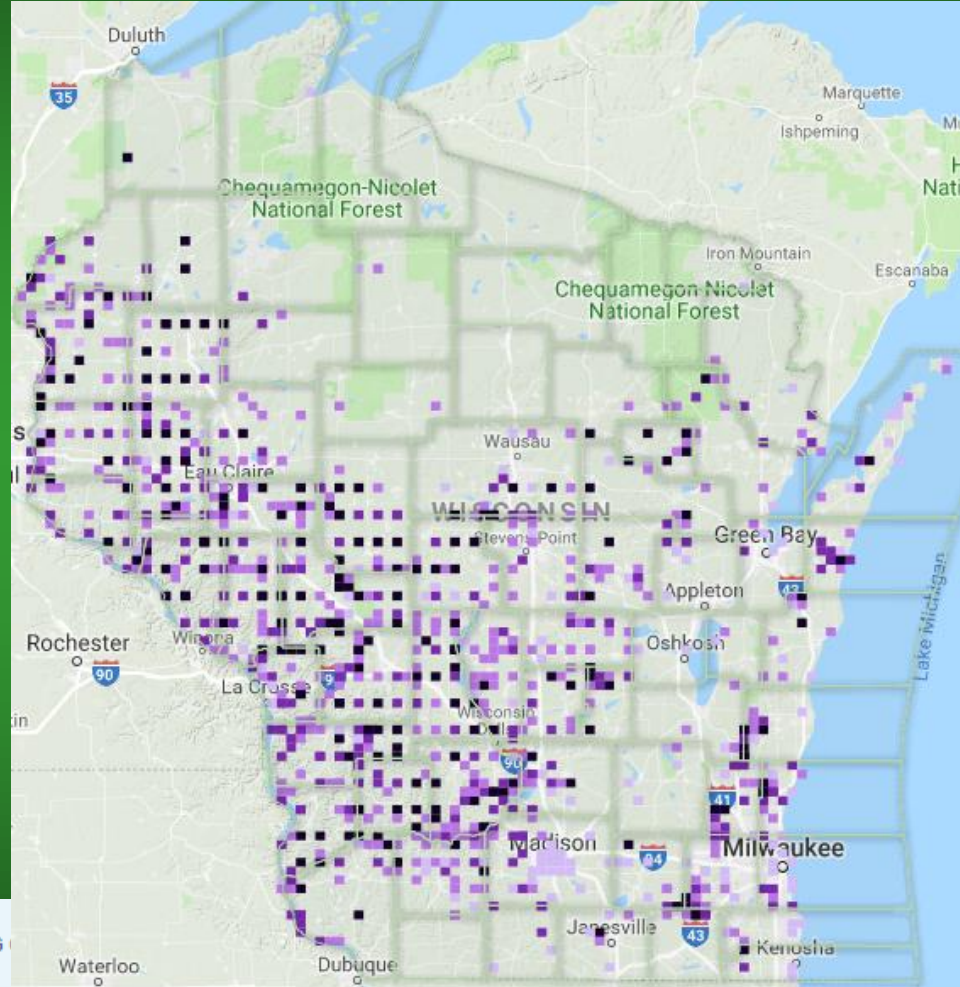 Duluth
35
Marquette
Ishpeming
Chequamegon-Nicolet
National Forest
Nati
Iron Mountain
Escanaba
Chequamegon-Nicolet
National Forest
s
Wausau
Eau Claire
WISCONSIN
Stevens Point
Green Bay
43
Appleton
Rochester
90
Winona
Oshkosh
La Crosse
9
Lake Michigan
Wisconsin
Dells
90
41
Madison
94
Milwaukee
Janesville
43
Kenosha
Waterloo
Dubuque